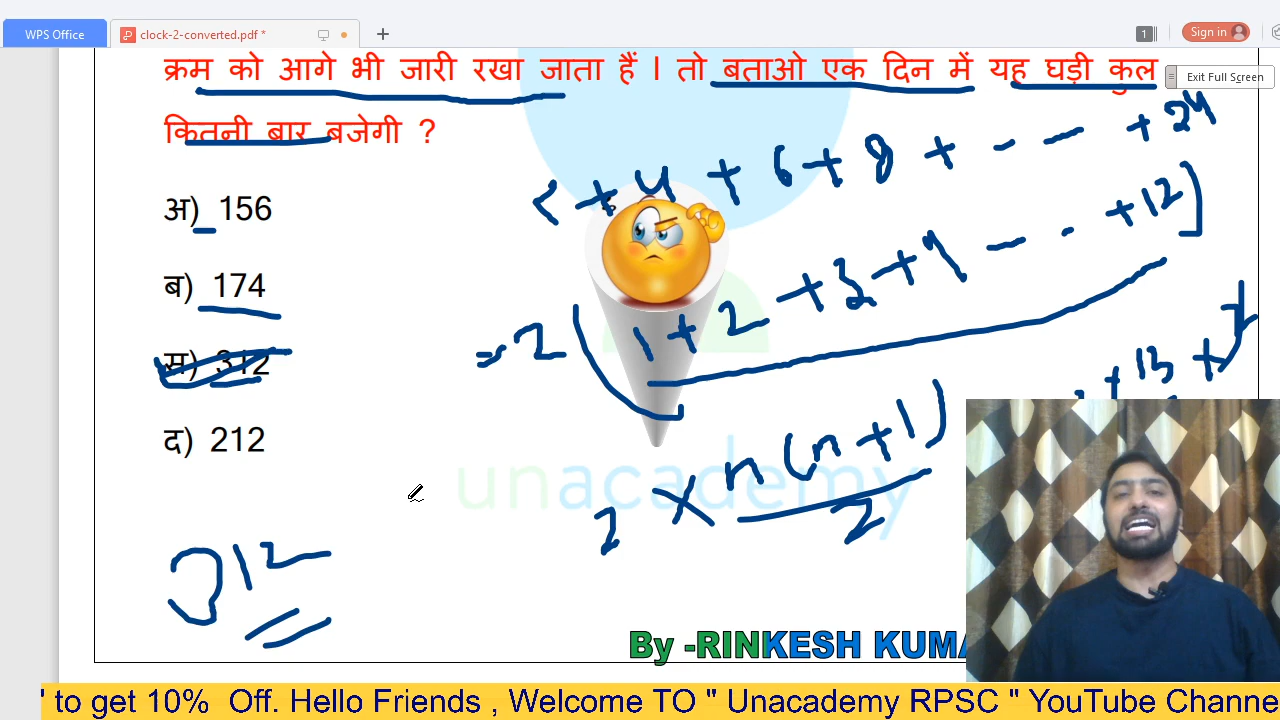 WPS Office
clock-2-converted.pdf *
1
Sign in
Exit Full Screen
क्रम को आगे भी जारी रखा जाता हैं । तो बताओ एक दिन में यह घड़ी कुल
कितनी बार बजेगी ?
+ 4 + 6 + 8 + - - + 24
अ) 156
ब) 174
= 2 ( 1 + 2 + 3 + 4 - - + 12 ]
स) 312
+ 13 +
द) 212
2 × n(n+1)
2
unacademy
312
By -RINKESH KUMA
' to get 10% Off. Hello Friends , Welcome TO " Unacademy RPSC " YouTube Channe